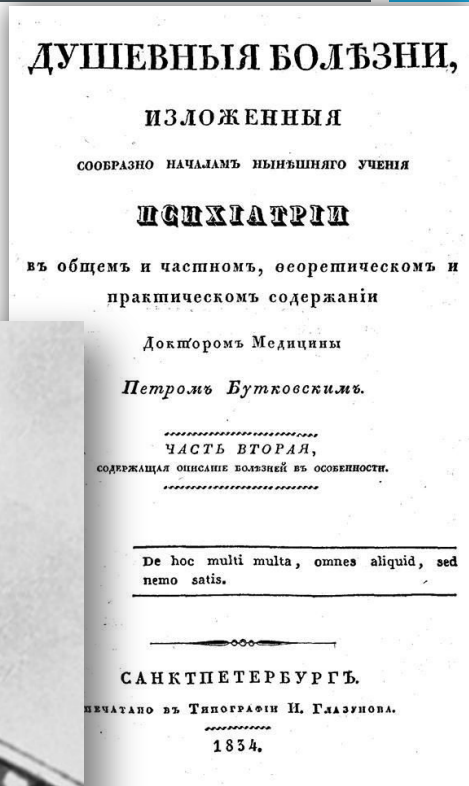 ДУШЕВНЫЯ БОЛѢЗНИ,
ИЗЛОЖЕННЫЯ
СООБРАЗНО НАЧАЛАМЪ НЫНѢШНЯГО УЧЕНІЯ
ПСИХІАТРІИ
въ общемъ и частномъ, ѳеоретическомъ и
практическомъ содержаніи
Докторомъ Медицины
Петромъ Бутковскимъ.
ЧАСТЬ ВТОРАЯ,
СОДЕРЖАЩАЯ ОПИСАНІЕ БОЛѢЗНЕЙ ВЪ ОСОБЕННОСТИ.
De hoc multi multa, omnes aliquid, sed
nemo satis.
САНКТПЕТЕРБУРГЪ.
ПЕЧАТАНО ВЪ ТИПОГРАФІИ И. ГЛАЗУНОВА.
1834.